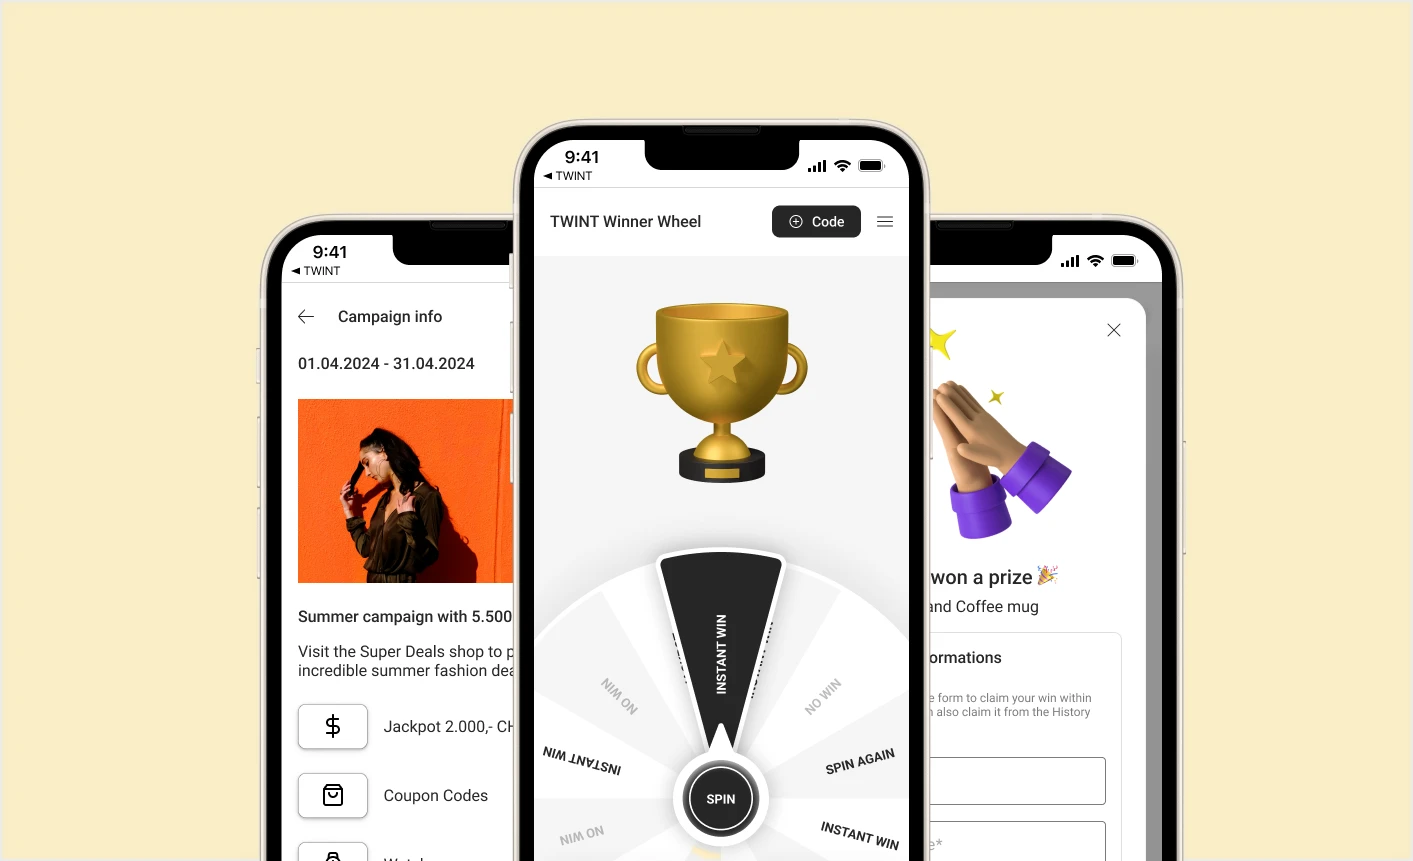 9:41
◄ TWINT
Campaign info
01.04.2024 - 31.04.2024
Summer campaign with 5.500
Visit the Super Deals shop to p
incredible summer fashion dea
Jackpot 2.000,- CH
Coupon Codes
9:41
◄ TWINT
TWINT Winner Wheel
Code
INSTANT WIN
NO WIN
NO WIN
INSTANT WIN
SPIN AGAIN
SPIN
NO WIN
INSTANT WIN
won a prize
and Coffee mug
ormations
e form to claim your win within
also claim it from the History
e*